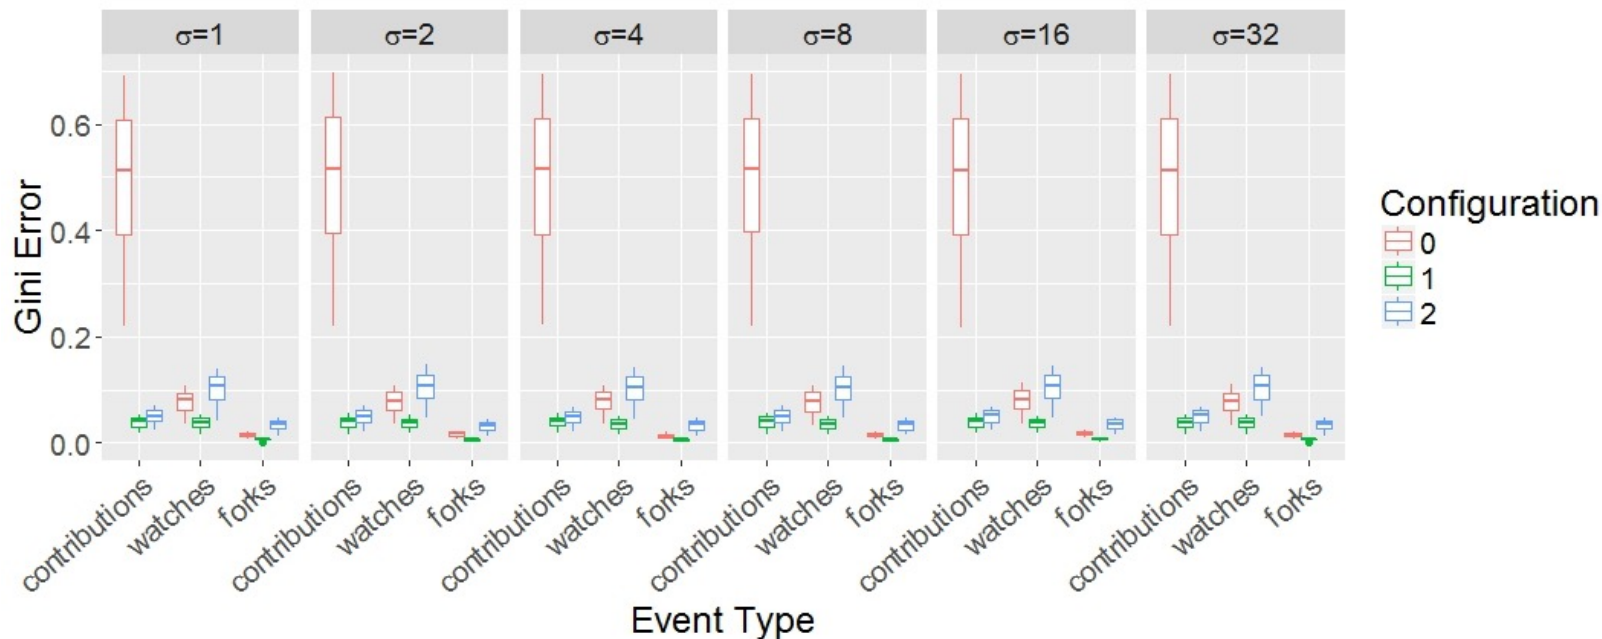 σ=1 σ=2 σ=4 σ=8 σ=16 σ=32
Gini Error
0.6
0.4
0.2
0.0
contributions watches forks contributions watches forks contributions watches forks contributions watches forks contributions watches forks contributions watches forks
Event Type
Configuration
0
1
2